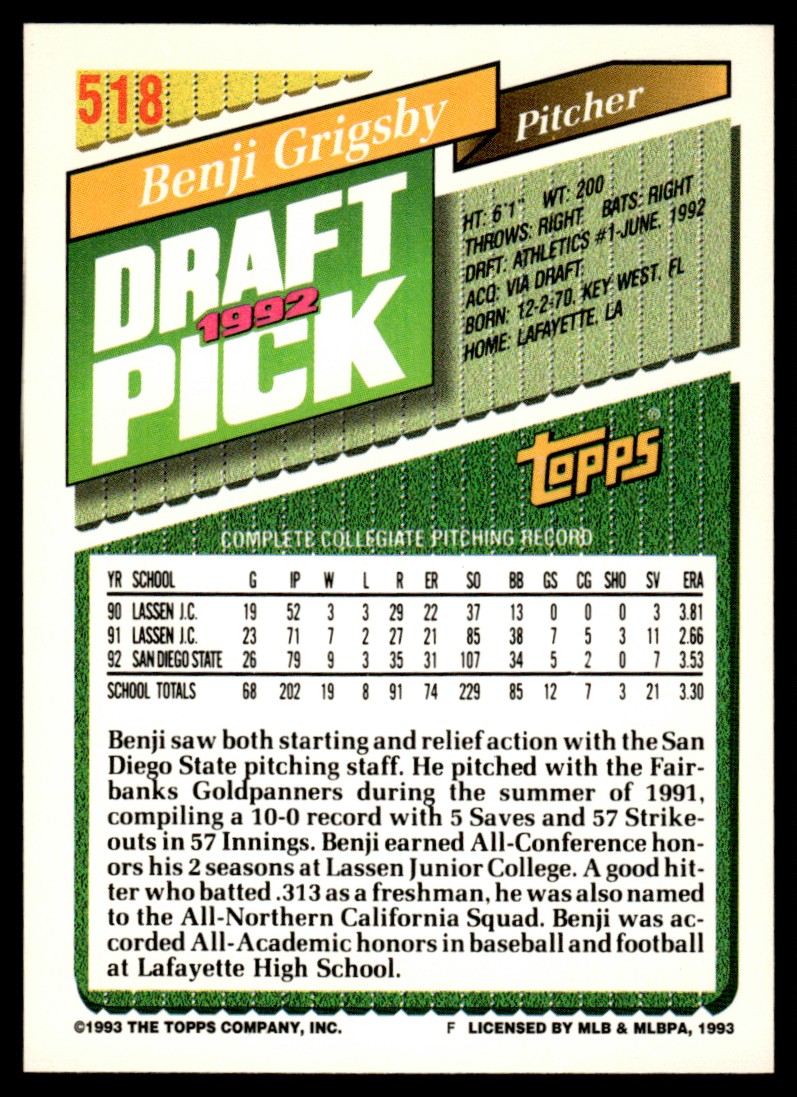 518
Benji Grigsby
Pitcher
DRAFT
1992
PICK
HT: 6'1" WT: 200
THROWS: RIGHT BATS: RIGHT
DRFT: ATHLETICS #1-JUNE, 1992
ACQ: VIA DRAFT
BORN: 12-2-70, KEY WEST, FL
HOME: LAFAYETTE, LA
topps®
COMPLETE COLLEGIATE PITCHING RECORD
YR SCHOOL G IP W L R ER SO BB GS CG SHO SV ERA
90 LASSEN J.C. 19 52 3 3 29 22 37 13 0 0 0 3 3.81
91 LASSEN J.C. 23 71 7 2 27 21 85 38 7 5 3 11 2.66
92 SAN DIEGO STATE 26 79 9 3 35 31 107 34 5 2 0 7 3.53
SCHOOL TOTALS 68 202 19 8 91 74 229 85 12 7 3 21 3.30
Benji saw both starting and relief action with the San
Diego State pitching staff. He pitched with the Fair-
banks Goldpanners during the summer of 1991,
compiling a 10-0 record with 5 Saves and 57 Strike-
outs in 57 Innings. Benji earned All-Conference hon-
ors his 2 seasons at Lassen Junior College. A good hit-
ter who batted .313 as a freshman, he was also named
to the All-Northern California Squad. Benji was ac-
corded All-Academic honors in baseball and football
at Lafayette High School.
©1993 THE TOPPS COMPANY, INC. F LICENSED BY MLB & MLBPA, 1993